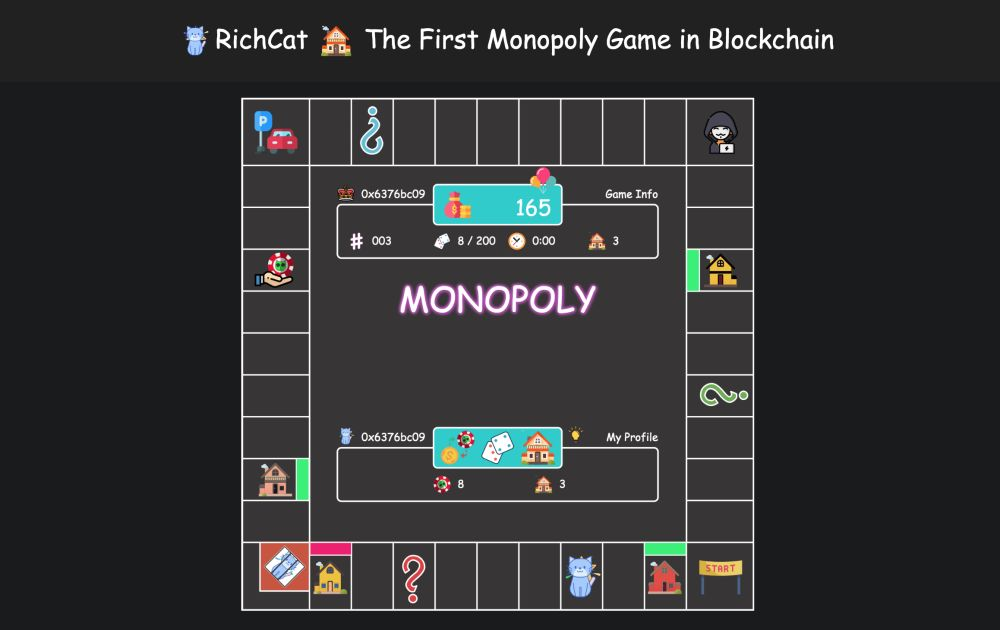 RichCat The First Monopoly Game in Blockchain
P
0x6376bc09
165
Game Info
# 003
8 / 200
0:00
3
MONOPOLY
0x6376bc09
My Profile
8
3
START